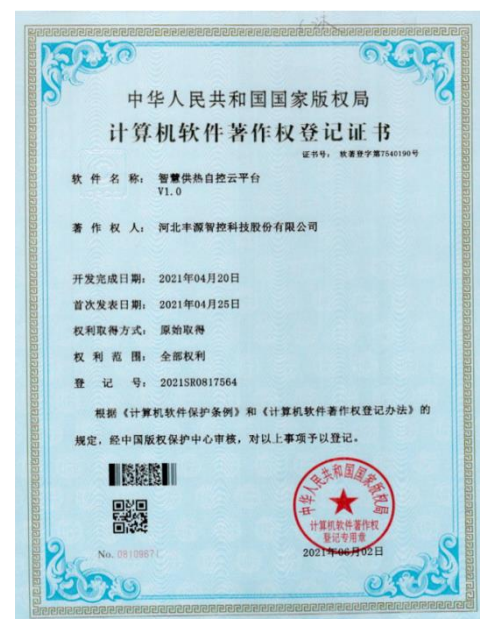 中华人民共和国国家版权局
计算机软件著作权登记证书
证书号： 软著登字第7540190号
软件名称： 智慧供热自控云平台
V1.0
著作权人： 河北丰源智控科技股份有限公司
开发完成日期： 2021年04月20日
首次发表日期： 2021年04月25日
权利取得方式： 原始取得
权利范围： 全部权利
登记号： 2021SR0817564
根据《计算机软件保护条例》和《计算机软件著作权登记办法》的
规定，经中国版权保护中心审核，对以上事项予以登记。
中华人民共和国国家版权局
计算机软件著作权
登记专用章
No. 08109671
2021年06月02日